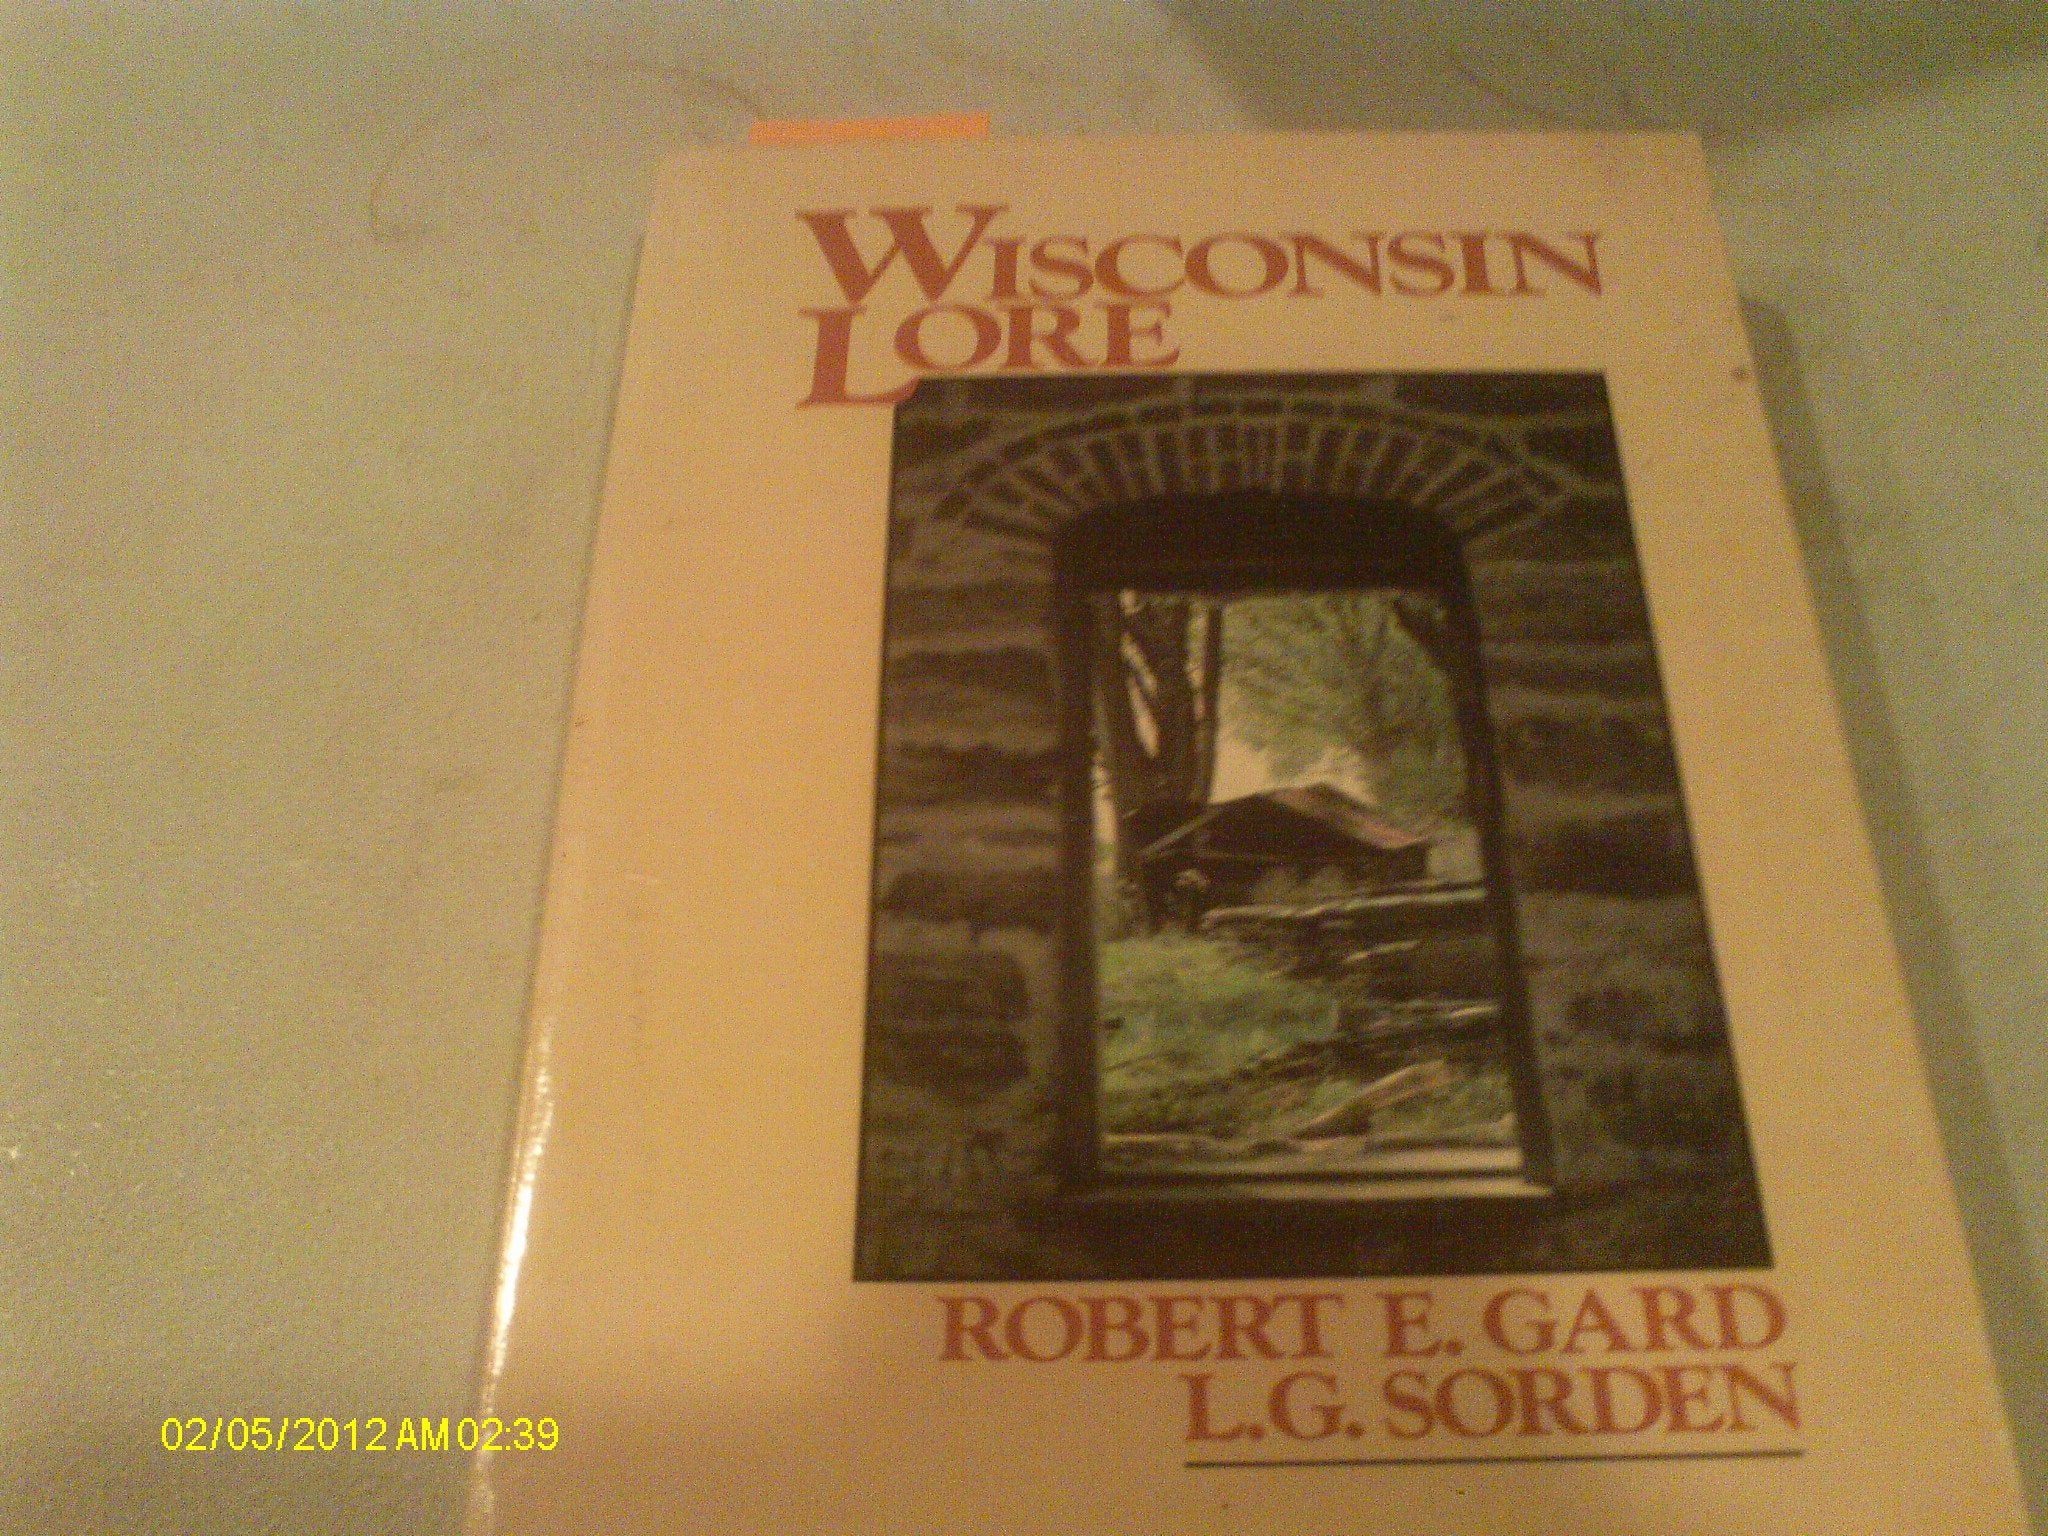 WISCONSIN
LORE
ROBERT E. GARD
L.G. SORDEN
02/05/2012 AM 02:39